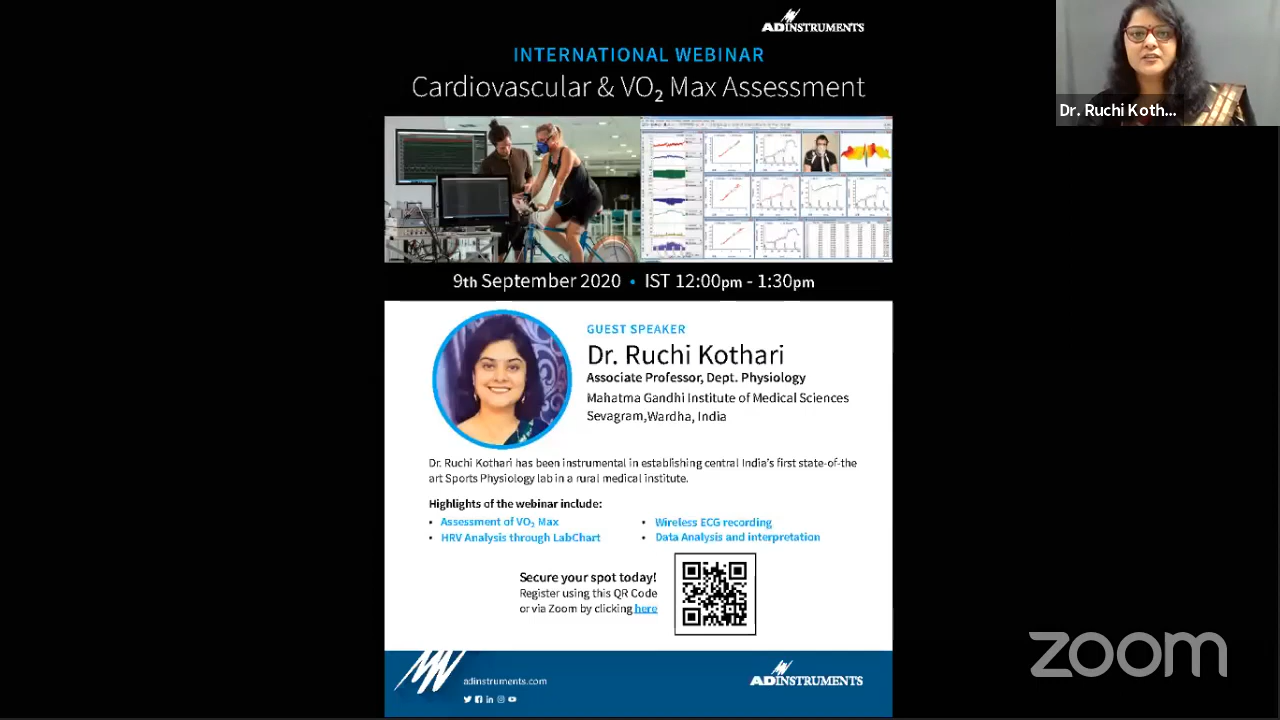 ADINSTRUMENTS
INTERNATIONAL WEBINAR
Cardiovascular & VO₂ Max Assessment
Dr. Ruchi Koth...
9th September 2020 • IST 12:00pm - 1:30pm
GUEST SPEAKER
Dr. Ruchi Kothari
Associate Professor, Dept. Physiology
Mahatma Gandhi Institute of Medical Sciences
Sevagram,Wardha, India
Dr. Ruchi Kothari has been instrumental in establishing central India's first state-of-the
art Sports Physiology lab in a rural medical institute.
Highlights of the webinar include:
• Assessment of VO₂ Max
• HRV Analysis through LabChart
• Wireless ECG recording
• Data Analysis and interpretation
Secure your spot today!
Register using this QR Code
or via Zoom by clicking here
zoom
adinstruments.com
ADINSTRUMENTS